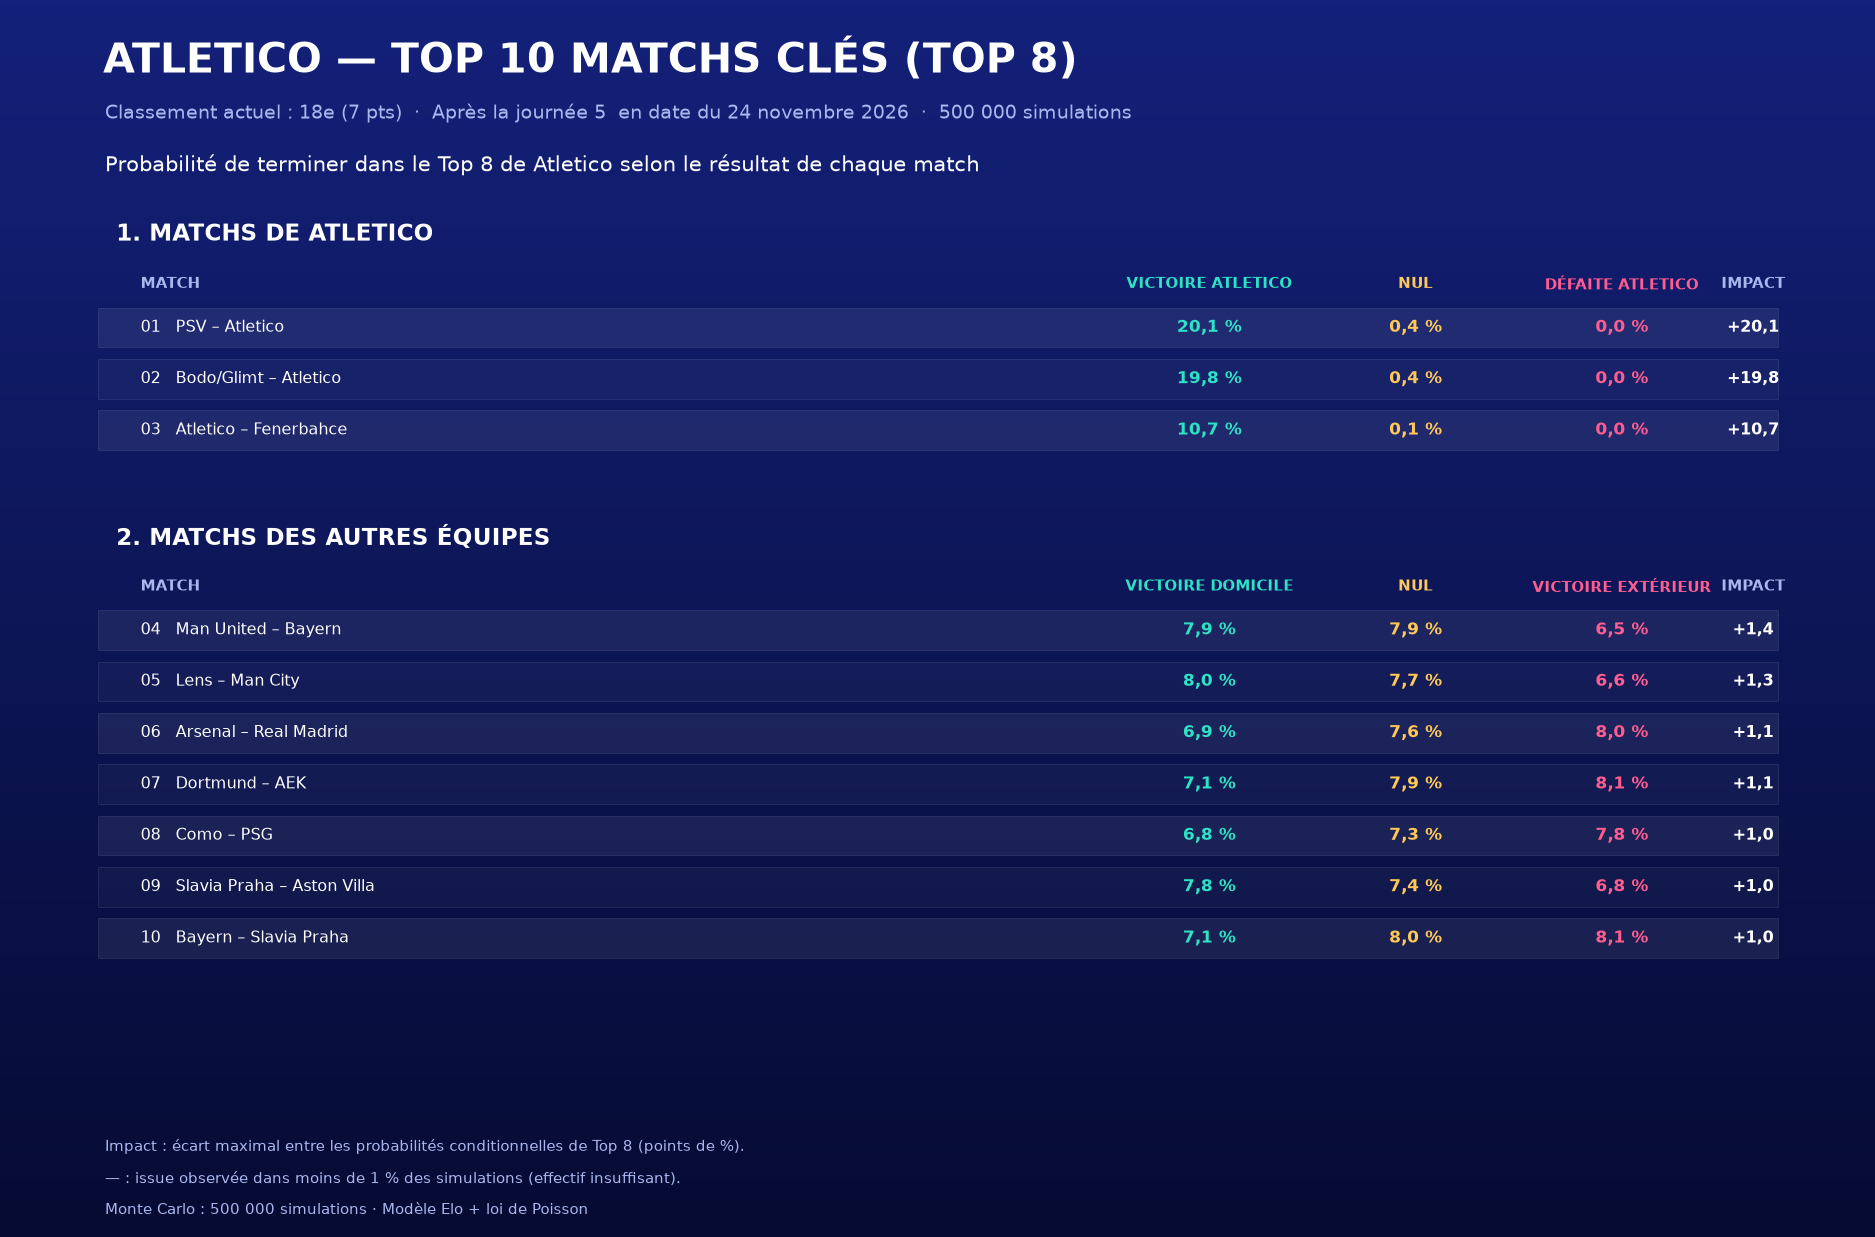 ATLETICO — TOP 10 MATCHS CLÉS (TOP 8)
Classement actuel : 18e (7 pts) · Après la journée 5 en date du 24 novembre 2026 · 500 000 simulations
Probabilité de terminer dans le Top 8 de Atletico selon le résultat de chaque match
1. MATCHS DE ATLETICO
MATCH VICTOIRE ATLETICO NUL DÉFAITE ATLETICO IMPACT
01 PSV – Atletico 20,1 % 0,4 % 0,0 % +20,1
02 Bodo/Glimt – Atletico 19,8 % 0,4 % 0,0 % +19,8
03 Atletico – Fenerbahce 10,7 % 0,1 % 0,0 % +10,7
2. MATCHS DES AUTRES ÉQUIPES
MATCH VICTOIRE DOMICILE NUL VICTOIRE EXTÉRIEUR IMPACT
04 Man United – Bayern 7,9 % 7,9 % 6,5 % +1,4
05 Lens – Man City 8,0 % 7,7 % 6,6 % +1,3
06 Arsenal – Real Madrid 6,9 % 7,6 % 8,0 % +1,1
07 Dortmund – AEK 7,1 % 7,9 % 8,1 % +1,1
08 Como – PSG 6,8 % 7,3 % 7,8 % +1,0
09 Slavia Praha – Aston Villa 7,8 % 7,4 % 6,8 % +1,0
10 Bayern – Slavia Praha 7,1 % 8,0 % 8,1 % +1,0
Impact : écart maximal entre les probabilités conditionnelles de Top 8 (points de %).
— : issue observée dans moins de 1 % des simulations (effectif insuffisant).
Monte Carlo : 500 000 simulations · Modèle Elo + loi de Poisson